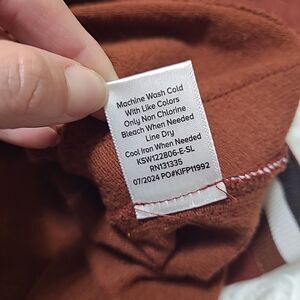 Machine Wash Cold
With Like Colors
Only Non Chlorine
Bleach When Needed
Line Dry
Cool Iron When Needed
KSW122806-E-SL
RN131335
07/2024 PO#KIFP11992